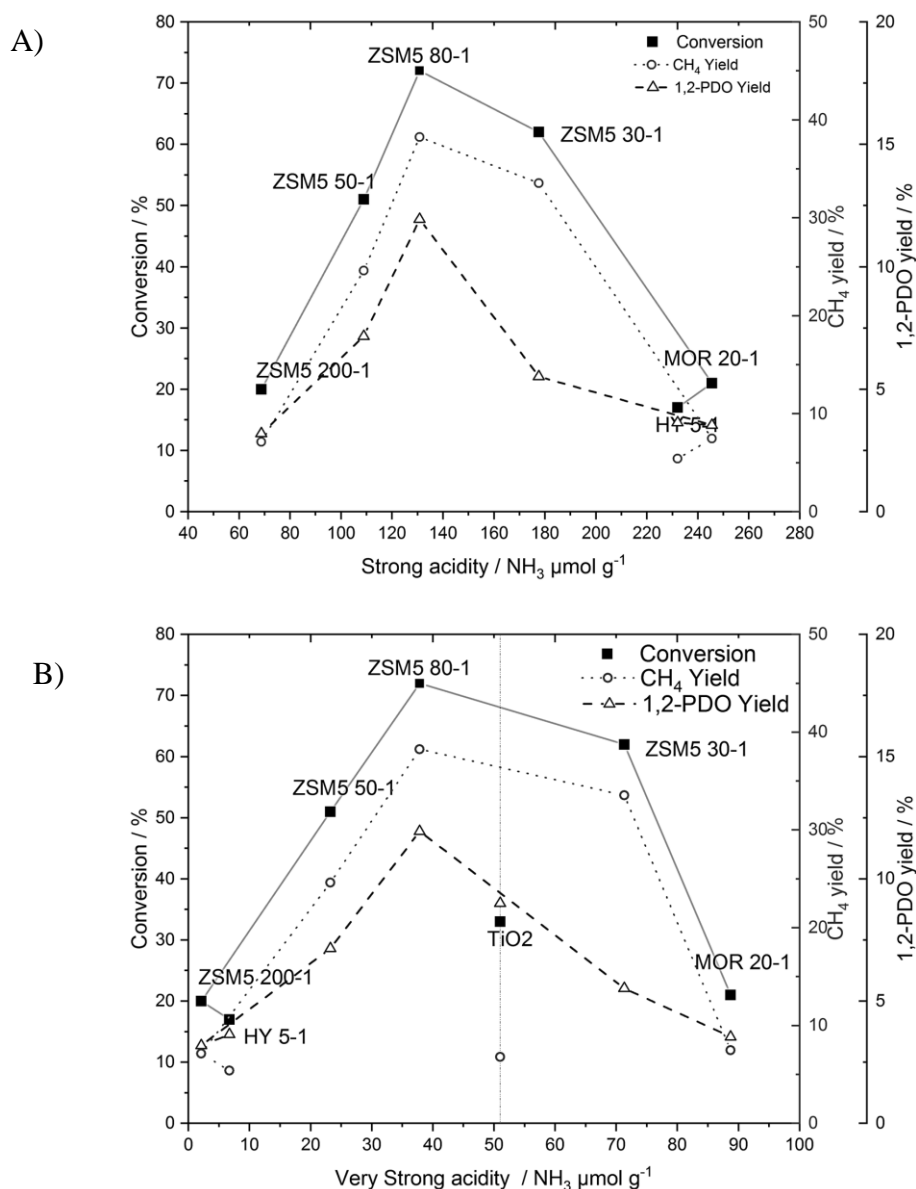 A)
ZSM5 80-1
Conversion
CH₄ Yield
1,2-PDO Yield
ZSM5 30-1
ZSM5 50-1
ZSM5 200-1
MOR 20-1
HY 5-1
80
70
60
50
40
30
20
10
0
Conversion / %
50
40
30
20
10
0
CH₄ yield / %
20
15
10
5
0
1,2-PDO yield / %
40 60 80 100 120 140 160 180 200 220 240 260 280
Strong acidity / NH₃ µmol g⁻¹
B)
ZSM5 80-1
Conversion
CH₄ Yield
1,2-PDO Yield
ZSM5 30-1
ZSM5 50-1
TiO2
ZSM5 200-1
MOR 20-1
HY 5-1
80
70
60
50
40
30
20
10
0
Conversion / %
50
40
30
20
10
0
CH₄ yield / %
20
15
10
5
0
1,2-PDO yield / %
0 10 20 30 40 50 60 70 80 90 100
Very Strong acidity / NH₃ µmol g⁻¹